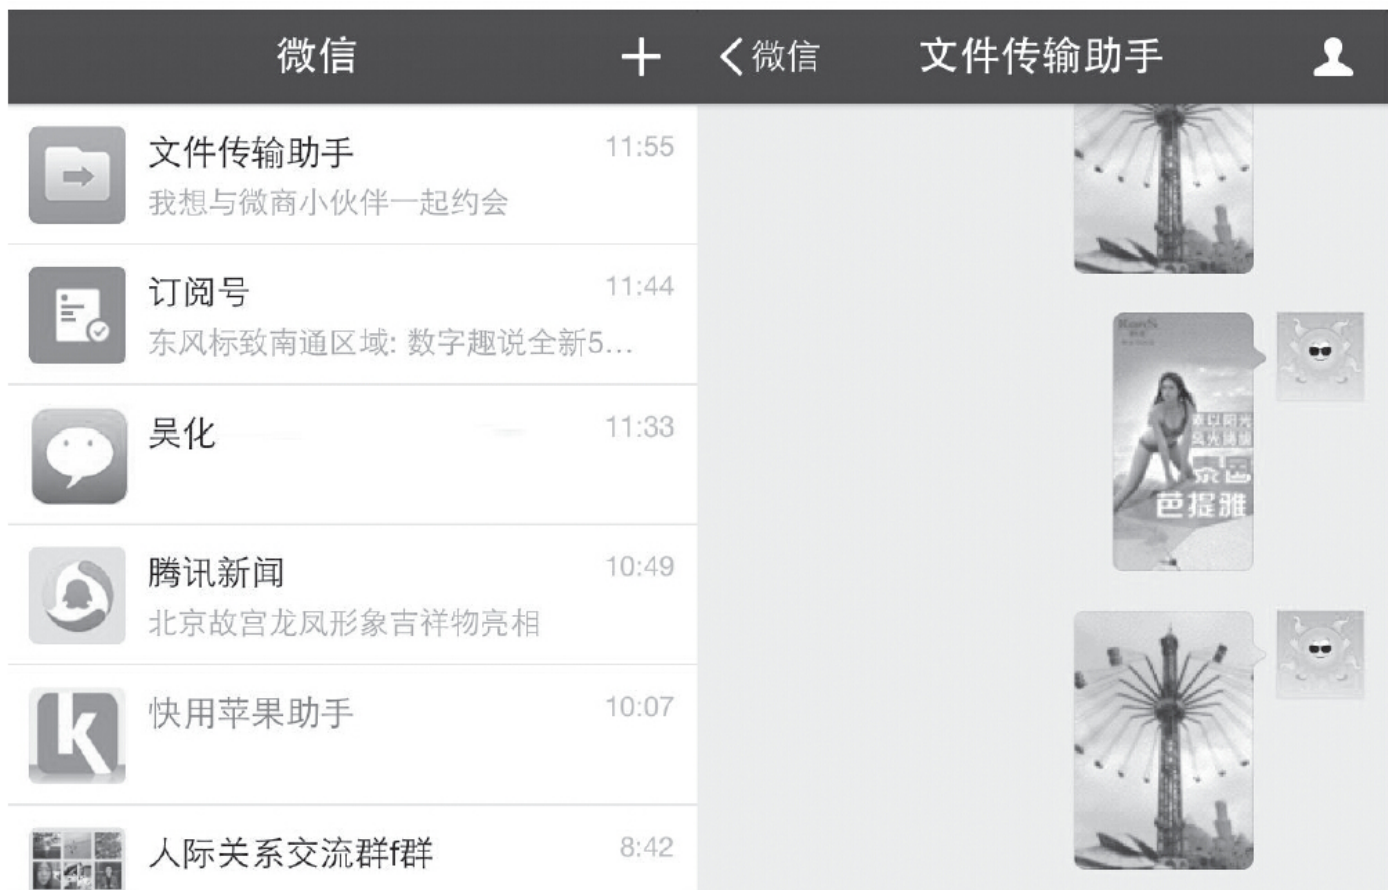 微信
文件传输助手
11:55
我想与微商小伙伴一起约会
订阅号
11:44
东风标致南通区域: 数字趣说全新5...
吴化
11:33
腾讯新闻
10:49
北京故宫龙凤形象吉祥物亮相
快用苹果助手
10:07
人际关系交流群f群
8:42
微信
文件传输助手
芭提雅